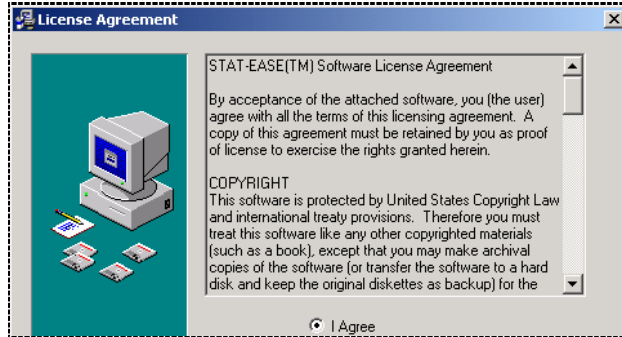 License Agreement
STAT-EASE(TM) Software License Agreement
By acceptance of the attached software, you (the user)
agree with all the terms of this licensing agreement.  A
copy of this agreement must be retained by you as proof
of license to exercise the rights granted herein.
COPYRIGHT
This software is protected by United States Copyright Law
and international treaty provisions.  Therefore you must
treat this software like any other copyrighted materials
(such as a book), except that you may make archival
copies of the software (or transfer the software to a hard
disk and keep the original diskettes as backup) for the
I Agree